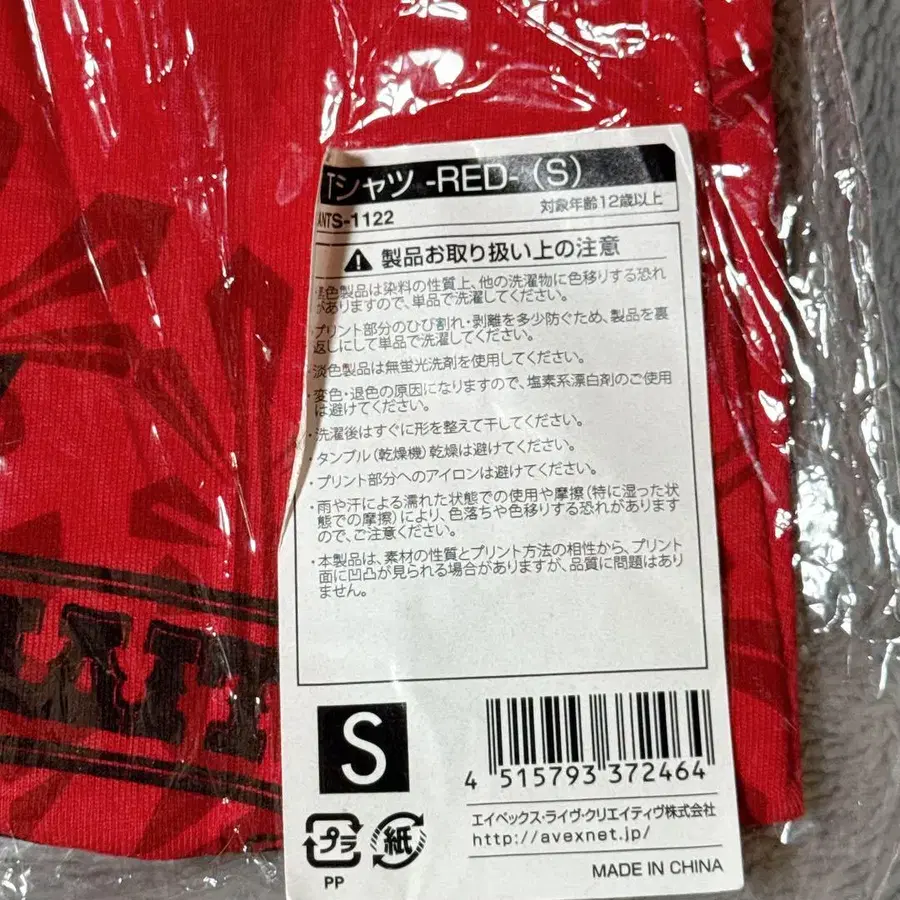 Tシャツ -RED- (S)
ANTS-1122
対象年齢12歳以上
製品お取り扱い上の注意
色製品は染料の性質上、他の洗濯物に色移りする恐れ
がありますので、単品で洗濯してください。
・プリント部分のひび割れ・剥離を多少防ぐため、製品を裏
返しにして単品で洗濯してください。
・淡色製品は無蛍光洗剤を使用してください。
・変色・退色の原因になりますので、塩素系漂白剤のご使用
は避けてください。
・洗濯後はすぐに形を整えて干してください。
・タンブル(乾燥機)乾燥は避けてください。
・プリント部分へのアイロンは避けてください。
・雨や汗による濡れた状態での使用や摩擦(特に湿った状
態での摩擦)により、色落ちや色移りする恐れがあります
ので、ご注意ください。
・本製品は、素材の性質とプリント方法の相性から、プリント
面に凹凸が見られる場合がありますが、品質に問題はあり
ません。
S
4 515793 372464
エイベックス・ライヴ・クリエイティヴ株式会社
http://avexnet.jp/
プラ
紙
PP
MADE IN CHINA